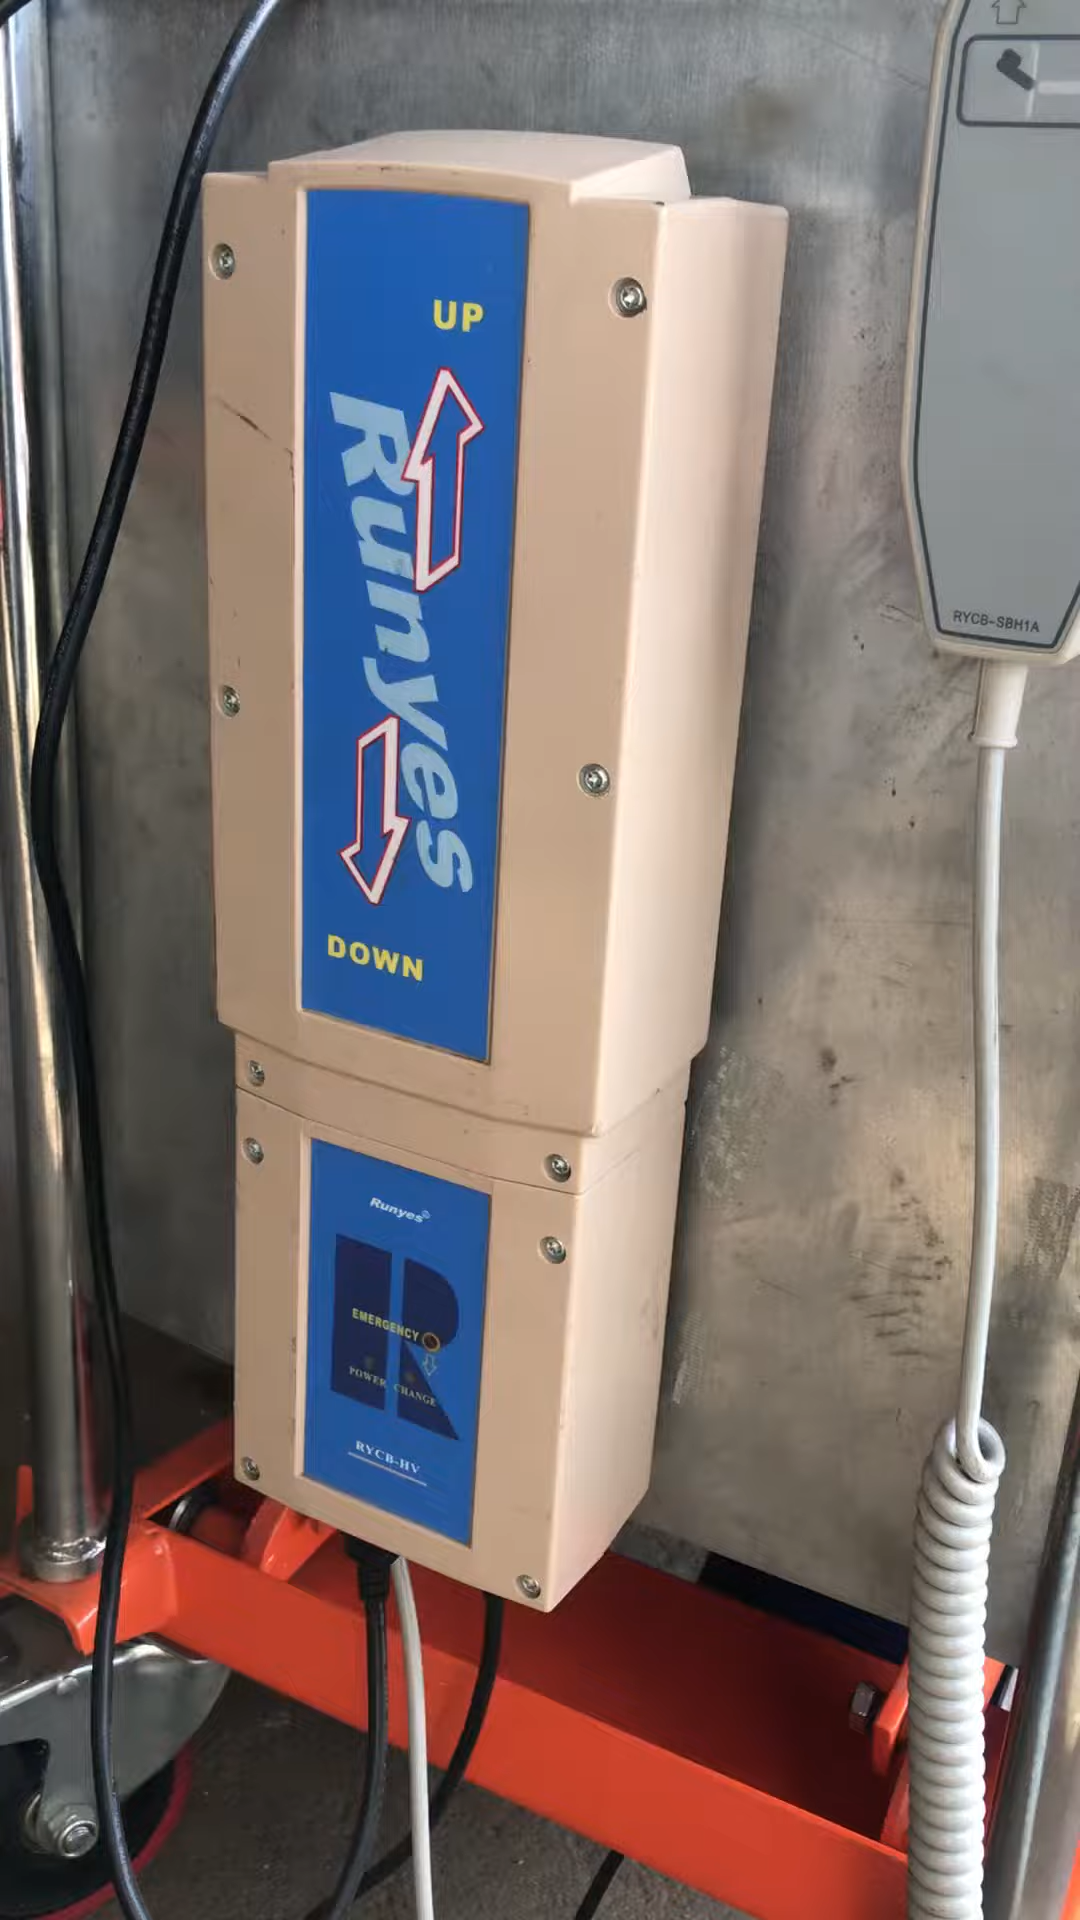 UP
Runyes
DOWN
Runyes
EMERGENCY
POWER CHANGE
RYCB-HV
RYCB-SBH1A